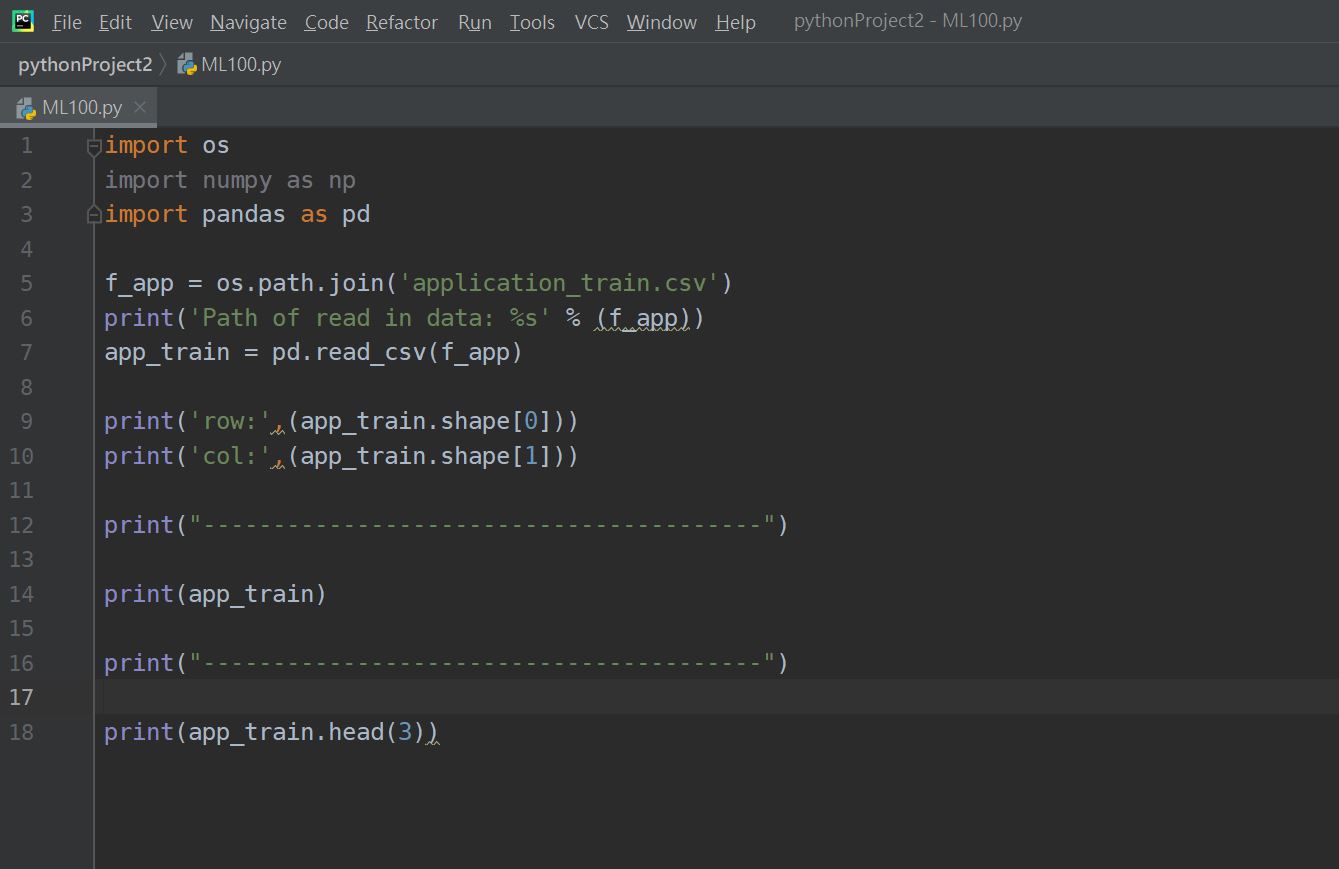 PC File Edit View Navigate Code Refactor Run Tools VCS Window Help pythonProject2 - ML100.py
pythonProject2 ML100.py
ML100.py
1 import os
2 import numpy as np
3 import pandas as pd
4
5 f_app = os.path.join('application_train.csv')
6 print('Path of read in data: %s' % (f_app))
7 app_train = pd.read_csv(f_app)
8
9 print('row:',(app_train.shape[0]))
10 print('col:',(app_train.shape[1]))
11
12 print("----------------------------------------")
13
14 print(app_train)
15
16 print("----------------------------------------")
17
18 print(app_train.head(3))